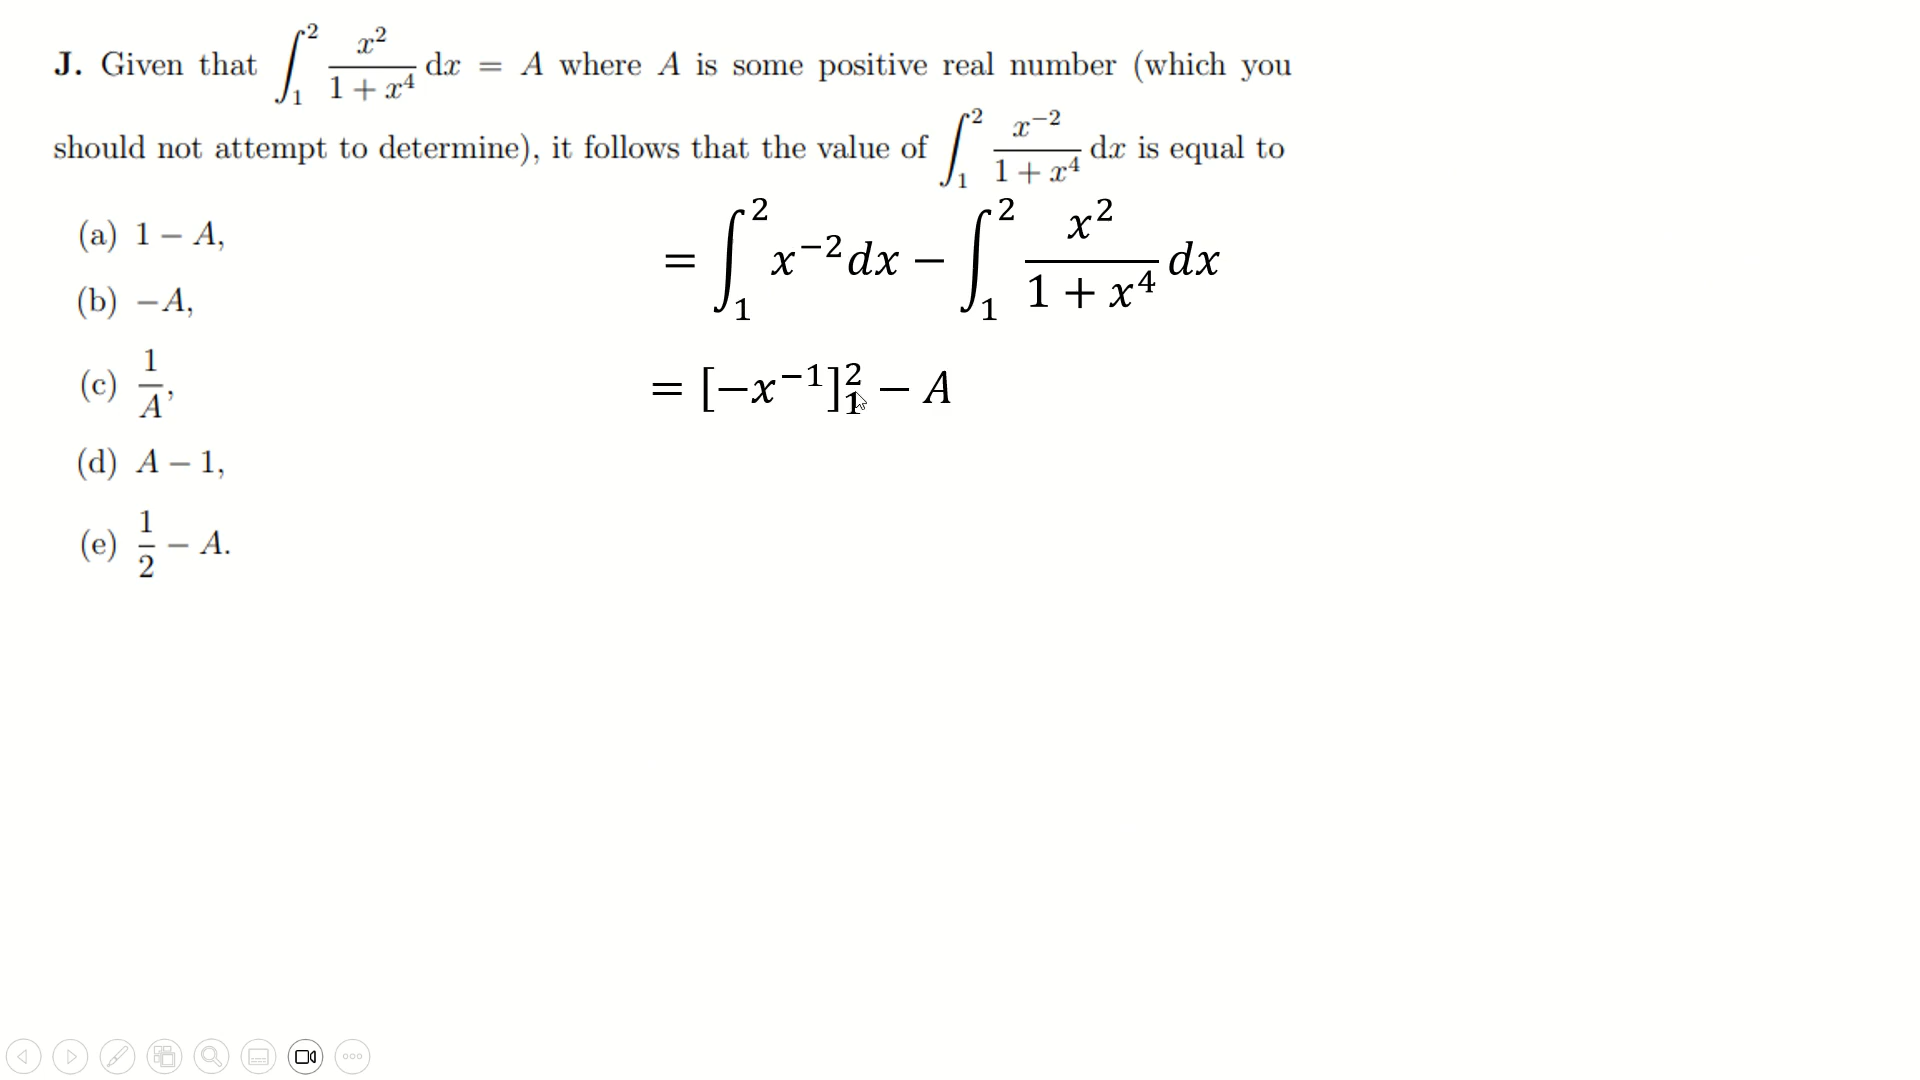 J. Given that ∫₁² x²/(1 + x⁴) dx = A where A is some positive real number (which you
should not attempt to determine), it follows that the value of ∫₁² x⁻²/(1 + x⁴) dx is equal to
(a) 1 − A,
(b) −A,
(c) 1/A,
(d) A − 1,
(e) 1/2 − A.
= ∫₁² x⁻² dx − ∫₁² x²/(1 + x⁴) dx
= [−x⁻¹]₁² − A